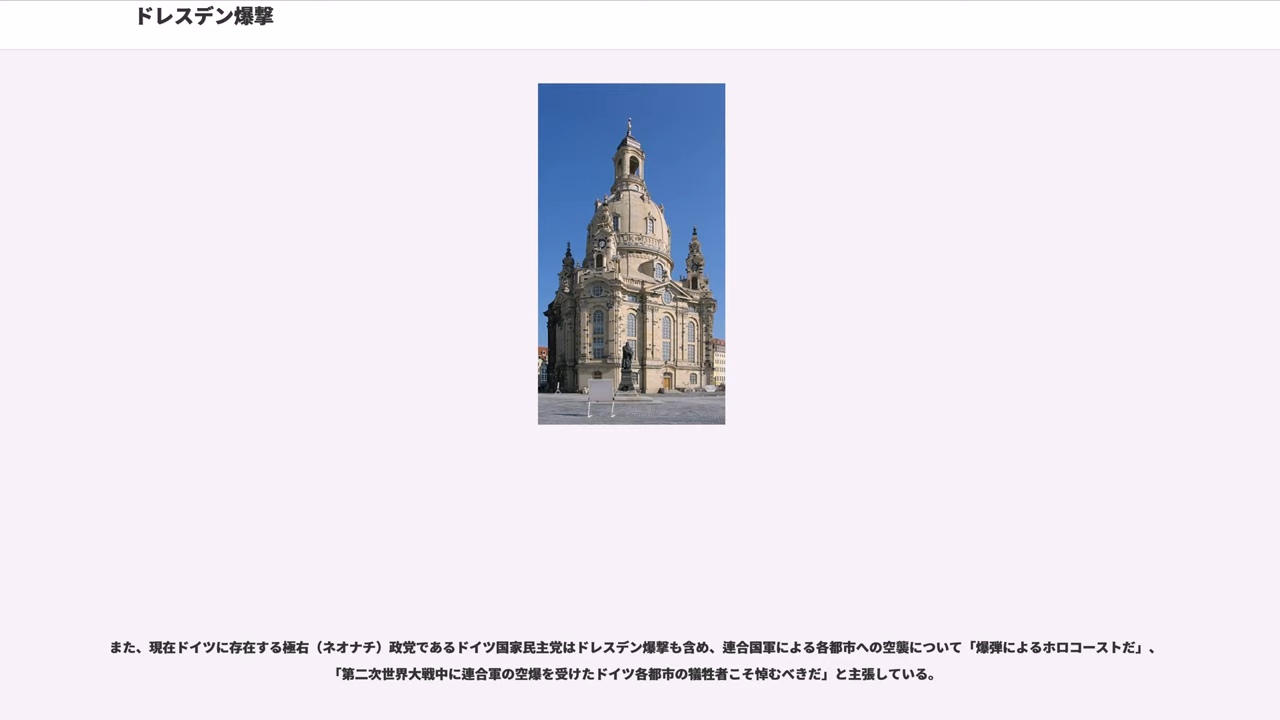 ドレスデン爆撃
また、現在ドイツに存在する極右（ネオナチ）政党であるドイツ国家民主党はドレスデン爆撃も含め、連合国軍による各都市への空襲について「爆弾によるホロコーストだ」、
「第二次世界大戦中に連合軍の空爆を受けたドイツ各都市の犠牲者こそ悼むべきだ」と主張している。